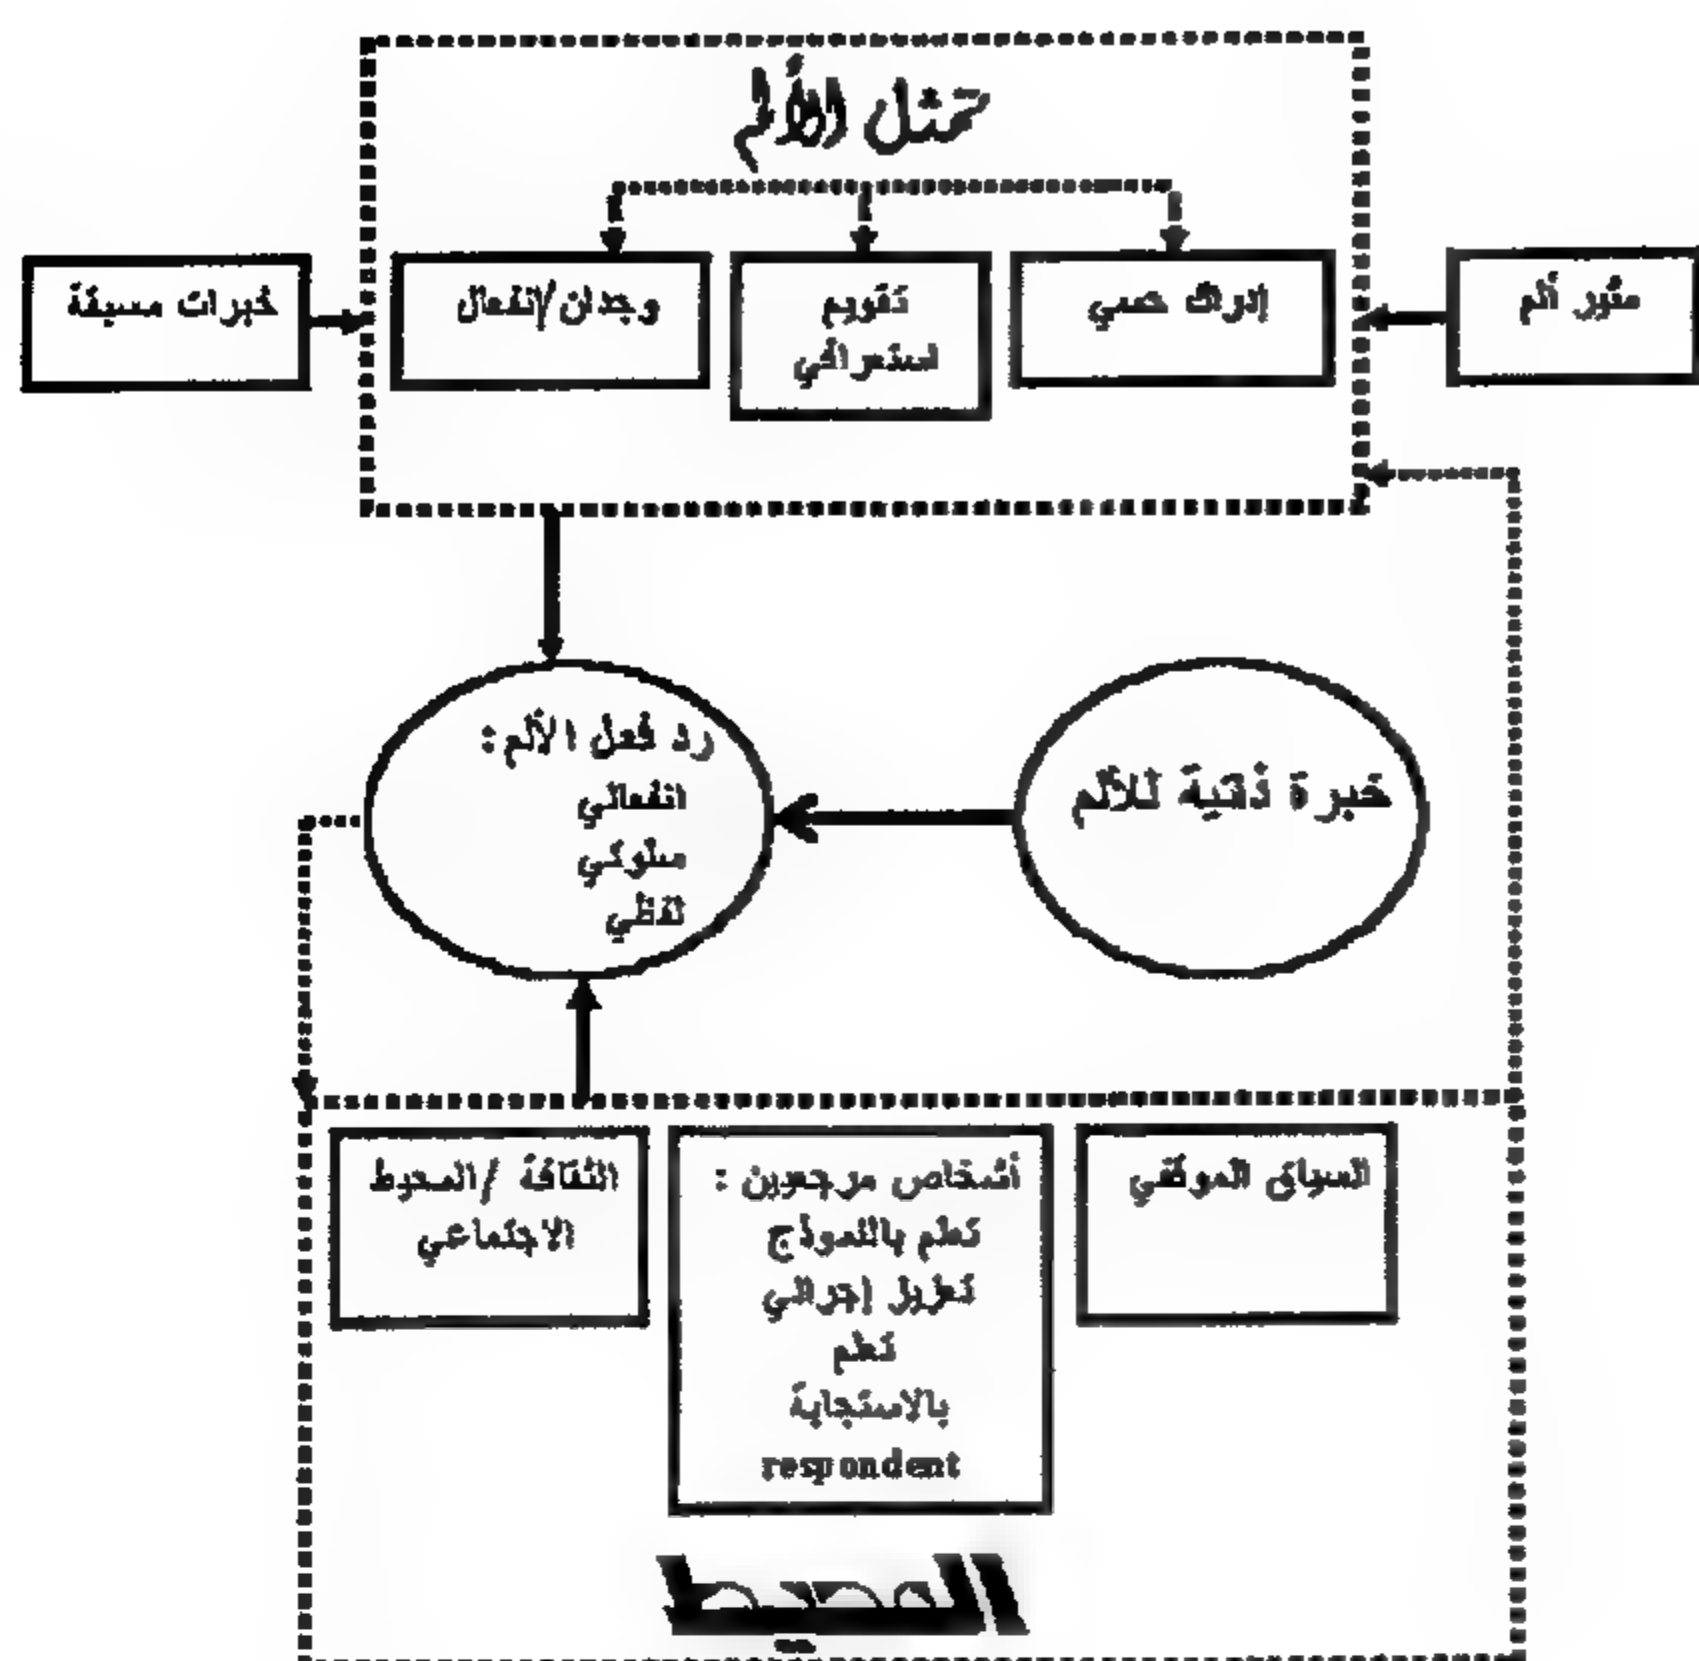 تمثل الألم
مثير ألم
إدراك حسي
تقويم
استعرافي
وجدان/انفعال
خبرات مسبقة
خبرة ذاتية للألم
رد فعل الألم:
انفعالي
سلوكي
لفظي
السياق الموقفي
أشخاص مرجعيين :
تعلم بالنموذج
تعزيز إجرائي
تعلم
بالاستجابة
respondent
الثقافة /المحيط
الاجتماعي
المحيط